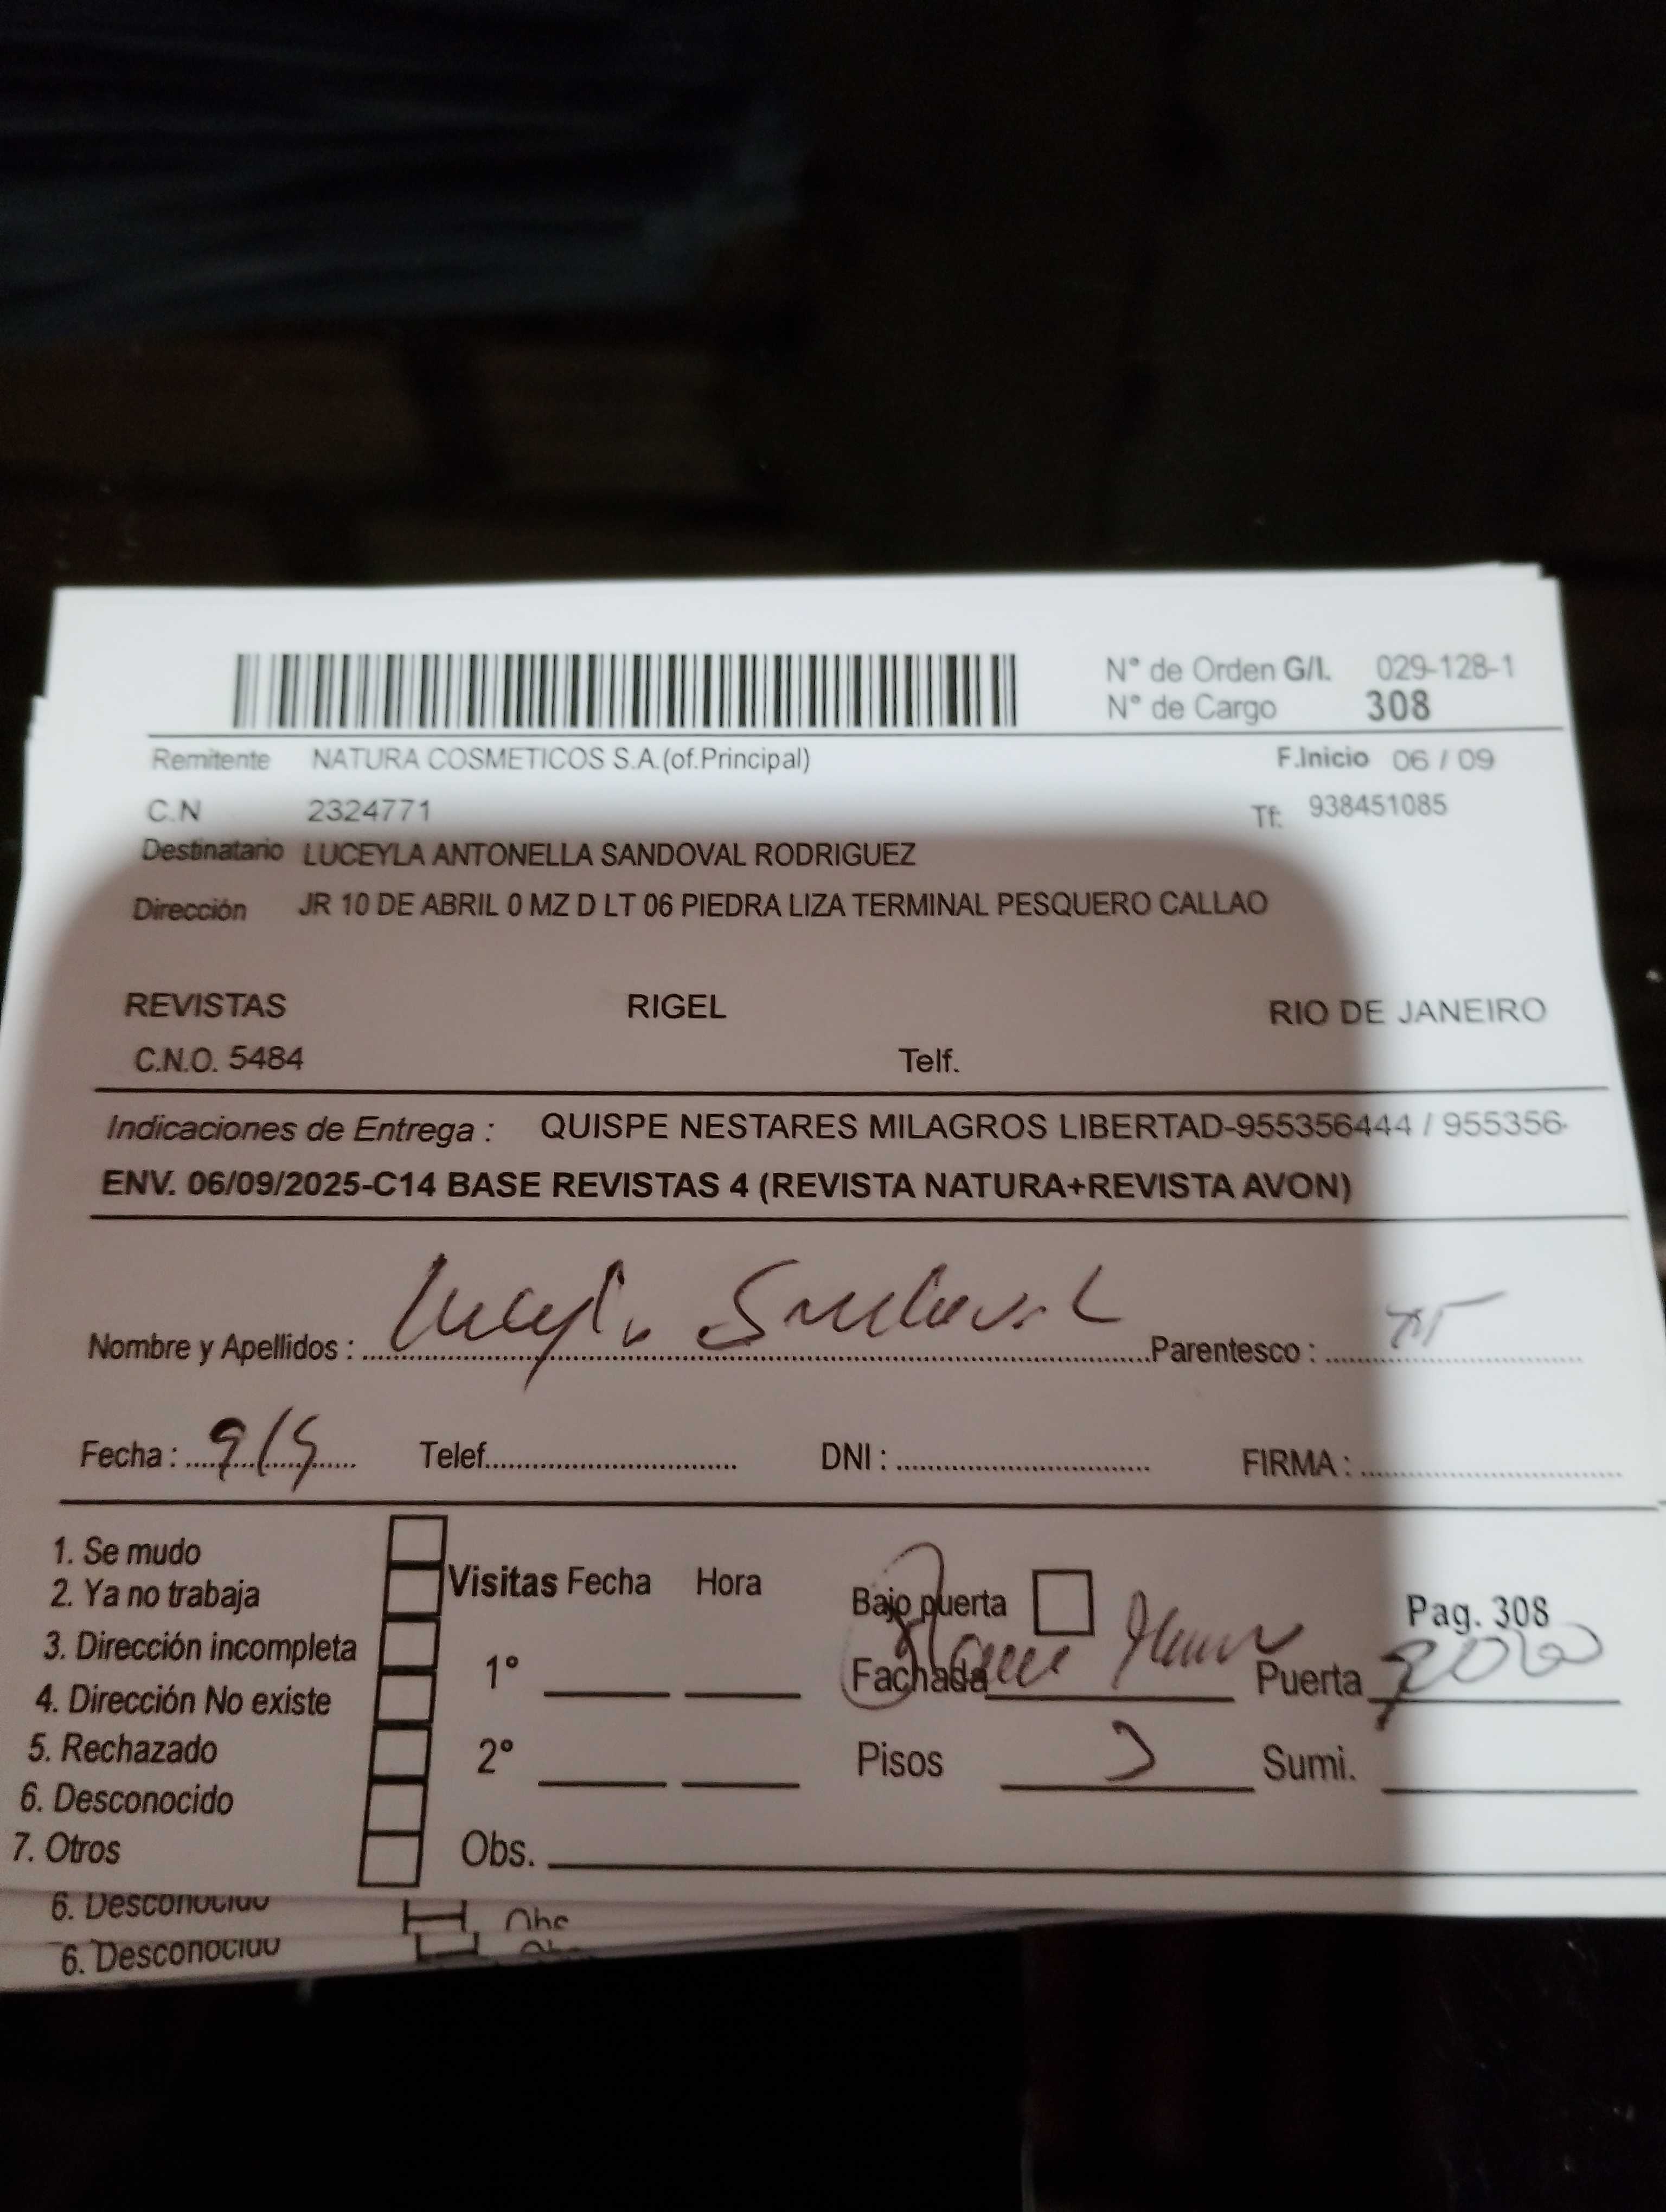 N° de Orden G/I. 029-128-1
N° de Cargo 308
Remitente NATURA COSMETICOS S.A.(of.Principal) F.Inicio 06 / 09
C.N 2324771 Tf: 938451085
Destinatario LUCEYLA ANTONELLA SANDOVAL RODRIGUEZ
Dirección JR 10 DE ABRIL 0 MZ D LT 06 PIEDRA LIZA TERMINAL PESQUERO CALLAO
REVISTAS RIGEL RIO DE JANEIRO
C.N.O. 5484 Telf.
Indicaciones de Entrega : QUISPE NESTARES MILAGROS LIBERTAD-955356444 / 955356-
ENV. 06/09/2025-C14 BASE REVISTAS 4 (REVISTA NATURA+REVISTA AVON)
Nombre y Apellidos : Luceyla Sandoval Parentesco : TT
Fecha : 9/9 Telef. DNI : FIRMA :
1. Se mudo
2. Ya no trabaja
3. Dirección incompleta
4. Dirección No existe
5. Rechazado
6. Desconocido
7. Otros
Visitas Fecha Hora
1°
2°
Obs.
Bajo puerta Pag. 308
Fachada Puerta
Pisos Sumi.
6. Desconocido Obs
6. Desconocido